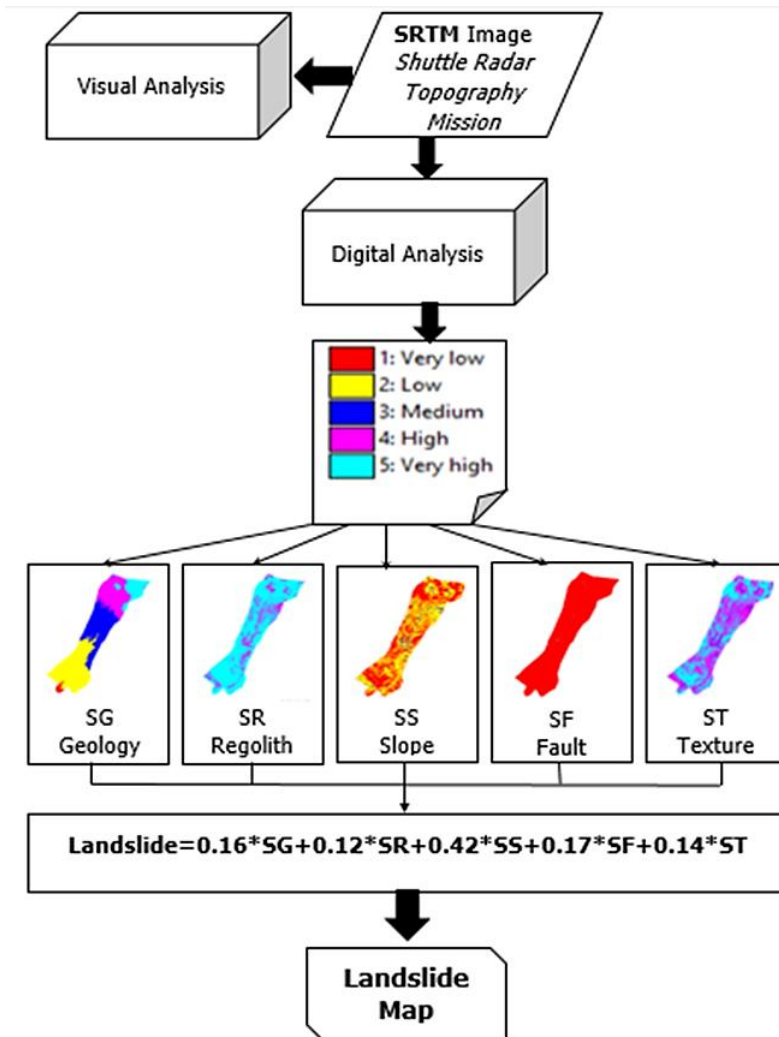 SRTM Image
Shuttle Radar
Topography
Mission
Visual Analysis
Digital Analysis
1: Very low
2: Low
3: Medium
4: High
5: Very high
SG
Geology
SR
Regolith
SS
Slope
SF
Fault
ST
Texture
Landslide=0.16*SG+0.12*SR+0.42*SS+0.17*SF+0.14*ST
Landslide
Map